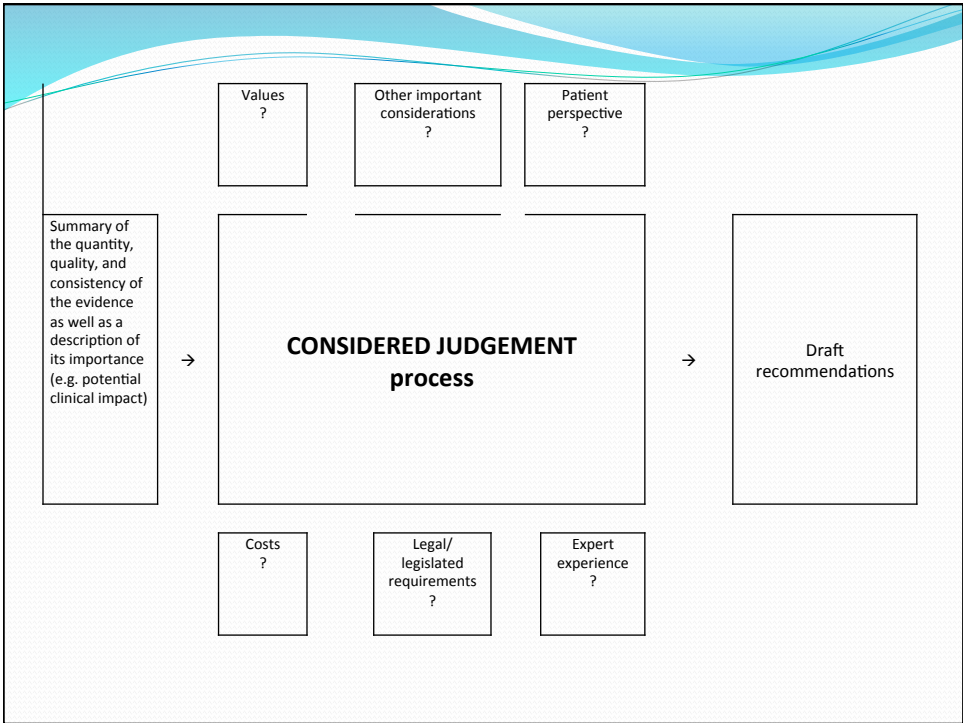 Values
?
Other important
considerations
?
Patient
perspective
?
Summary of
the quantity,
quality, and
consistency of
the evidence
as well as a
description of
its importance
(e.g. potential
clinical impact)
→
CONSIDERED JUDGEMENT
process
→
Draft
recommendations
Costs
?
Legal/
legislated
requirements
?
Expert
experience
?